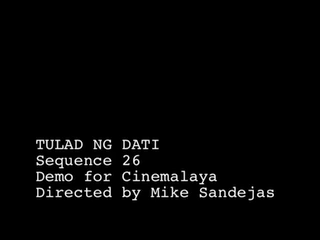 TULAD NG DATI
Sequence 26
Demo for Cinemalaya
Directed by Mike Sandejas